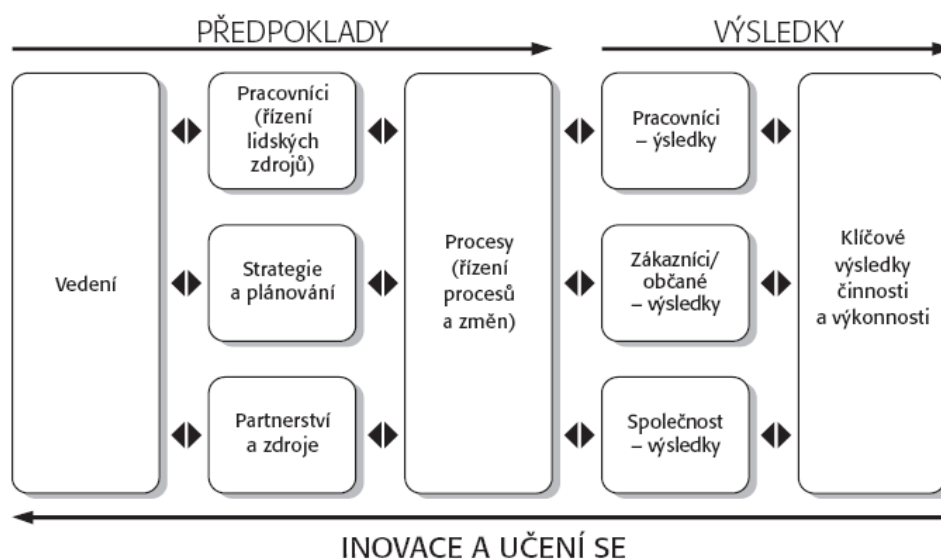 PŘEDPOKLADY
VÝSLEDKY
Vedení
Pracovníci
(řízení
lidských
zdrojů)
Strategie
a plánování
Partnerství
a zdroje
Procesy
(řízení
procesů
a změn)
Pracovníci
– ýsledky
Zákazníci/
občané
– výsledky
Společnost
– výsledky
Klíčové
výsledky
činnosti
a výkonnosti
INOVACE A UČENÍ SE